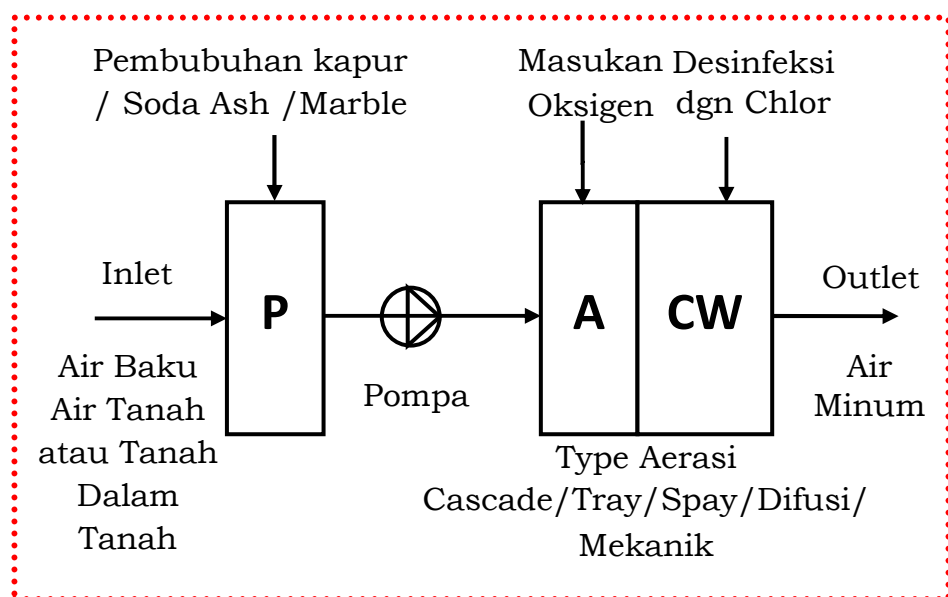 Pembubuhan kapur
/ Soda Ash /Marble
Masukan
Oksigen
Desinfeksi
dgn Chlor
Inlet
P
A
CW
Outlet
Air Baku
Air Tanah
atau Tanah
Dalam
Tanah
Pompa
Air
Minum
Type Aerasi
Cascade/Tray/Spay/Difusi/
Mekanik